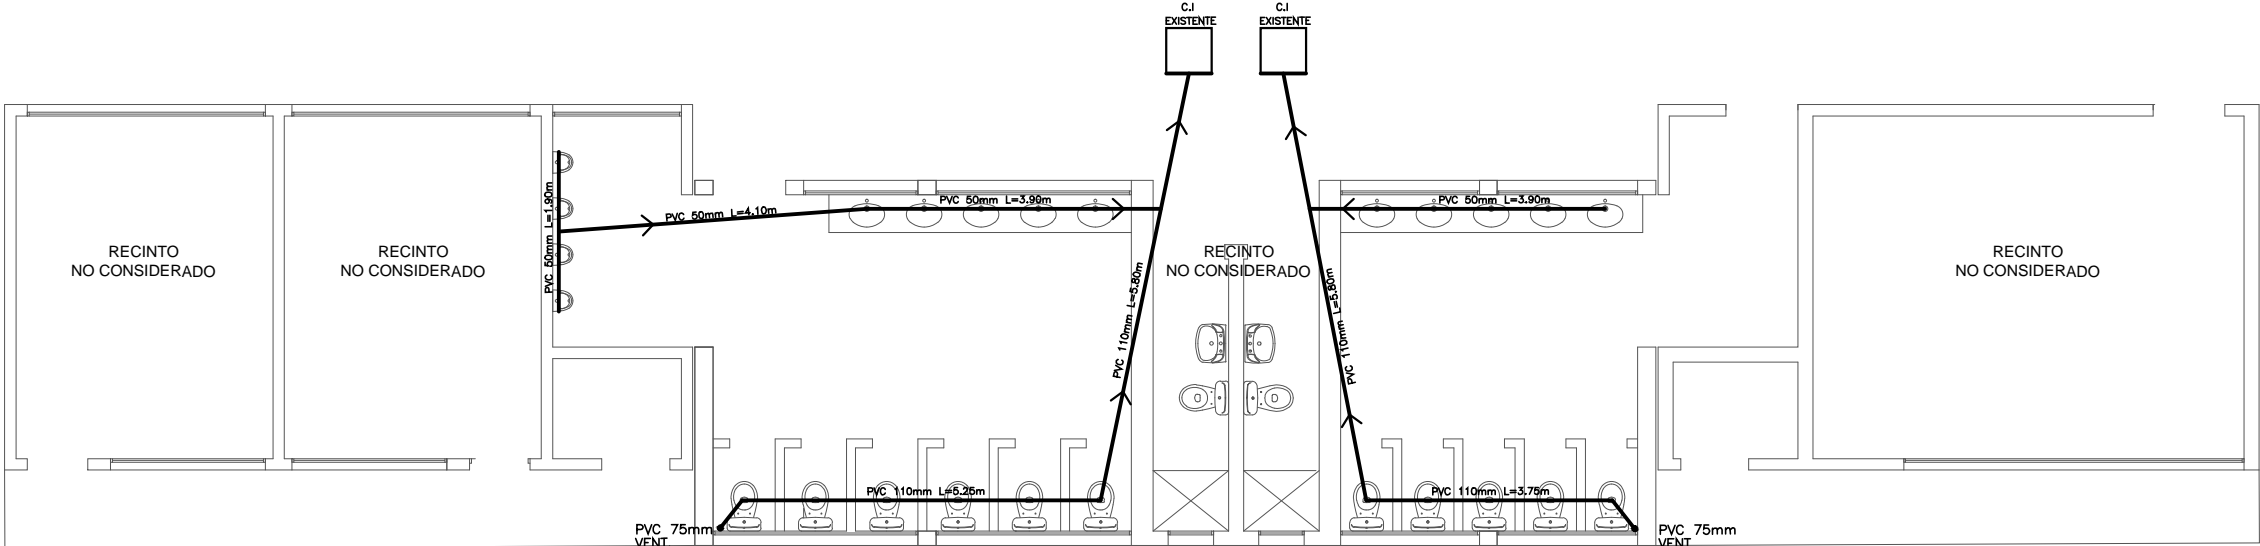 C.I
EXISTENTE
C.I
EXISTENTE
PVC 50mm L=1.90m
PVC 50mm L=4.10m
PVC 50mm L=3.90m
PVC 50mm L=3.90m
RECINTO
NO CONSIDERADO
RECINTO
NO CONSIDERADO
RECINTO
NO CONSIDERADO
RECINTO
NO CONSIDERADO
PVC 110mm L=5.80m
PVC 110mm L=5.80m
PVC 110mm L=5.25m
PVC 110mm L=3.75m
PVC 75mm
VENT
PVC 75mm
VENT